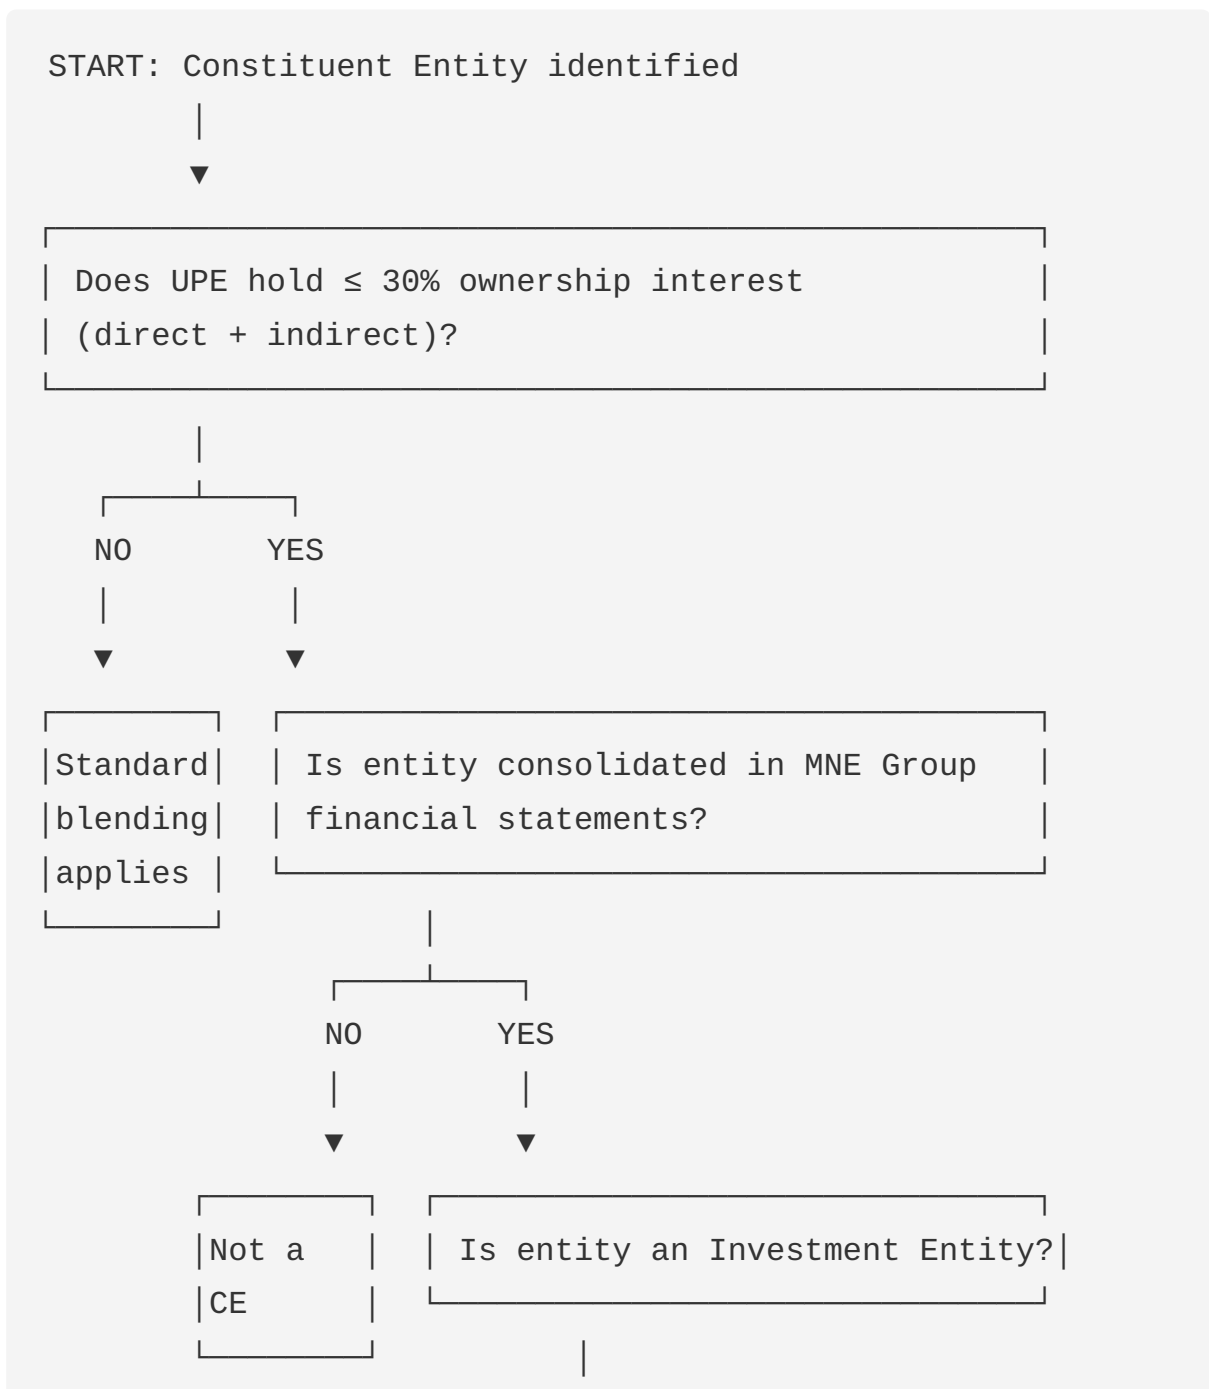 START: Constituent Entity identified
Does UPE hold ≤ 30% ownership interest
(direct + indirect)?
NO YES
Standard
blending
applies
Is entity consolidated in MNE Group
financial statements?
NO YES
Not a
CE
Is entity an Investment Entity?